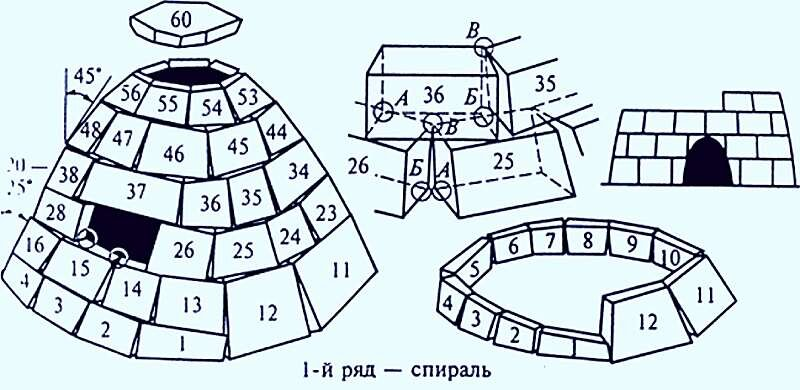 60
45°
56 55 54 53
48 47 46 45 44
20 —
25°
38 37 36 35 34
28 26 25 24 23
16 15 14 13 12 11
4 3 2 1
В
А 36 Б 35
В
26 Б А 25
5 6 7 8 9 10
4 3 2 12 11
1-й ряд — спираль